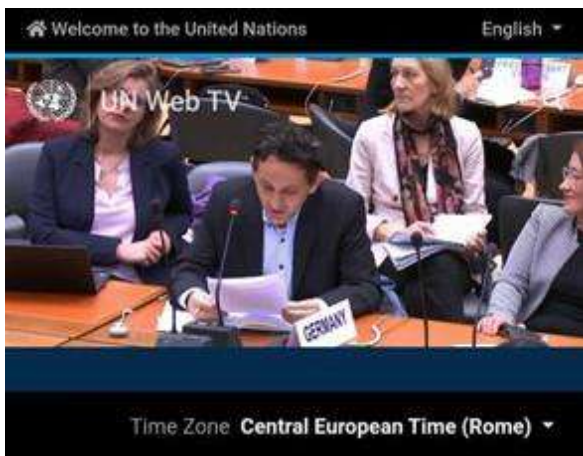 Welcome to the United Nations
English
UN Web TV
GERMANY
Time Zone Central European Time (Rome)